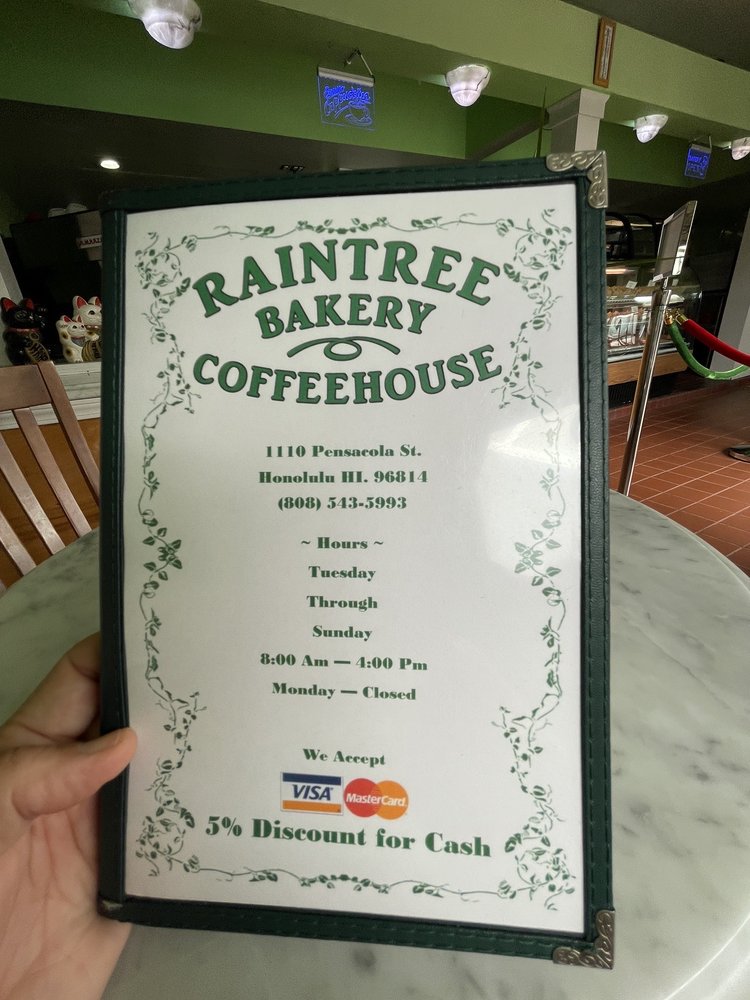 RAINTREE
BAKERY
COFFEEHOUSE
1110 Pensacola St.
Honolulu HI. 96814
(808) 543-5993
~ Hours ~
Tuesday
Through
Sunday
8:00 Am — 4:00 Pm
Monday — Closed
We Accept
VISA MasterCard
5% Discount for Cash